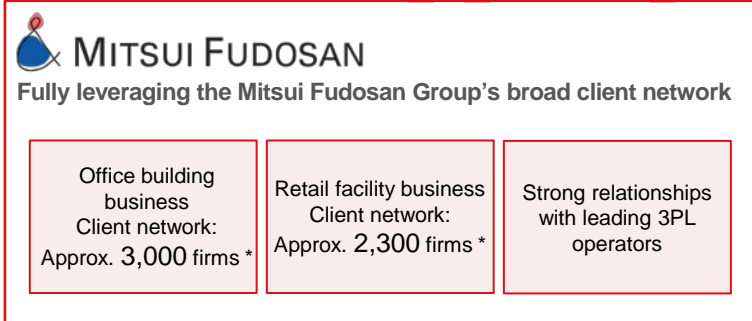 MITSUI FUDOSAN
Fully leveraging the Mitsui Fudosan Group's broad client network
Office building
business
Client network:
Approx. 3,000 firms *
Retail facility business
Client network:
Approx. 2,300 firms *
Strong relationships
with leading 3PL
operators